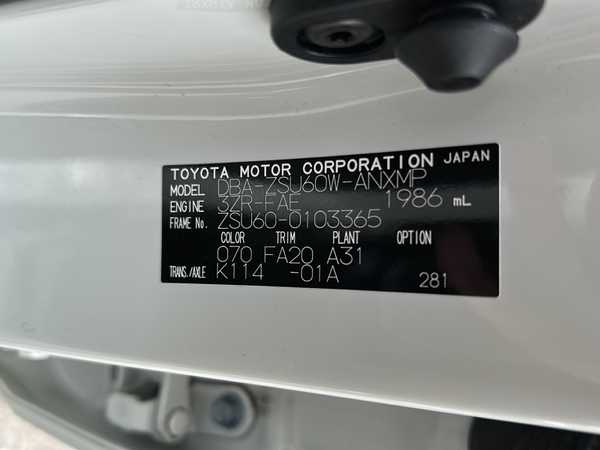 TOYOTA MOTOR CORPORATION JAPAN
MODEL DBA-ZSU60W-ANXMP
ENGINE 3ZR-FAE 1986 mL
FRAME No. ZSU60-0103365
COLOR TRIM PLANT OPTION
070 FA20 A31
TRANS./AXLE K114 -01A 281